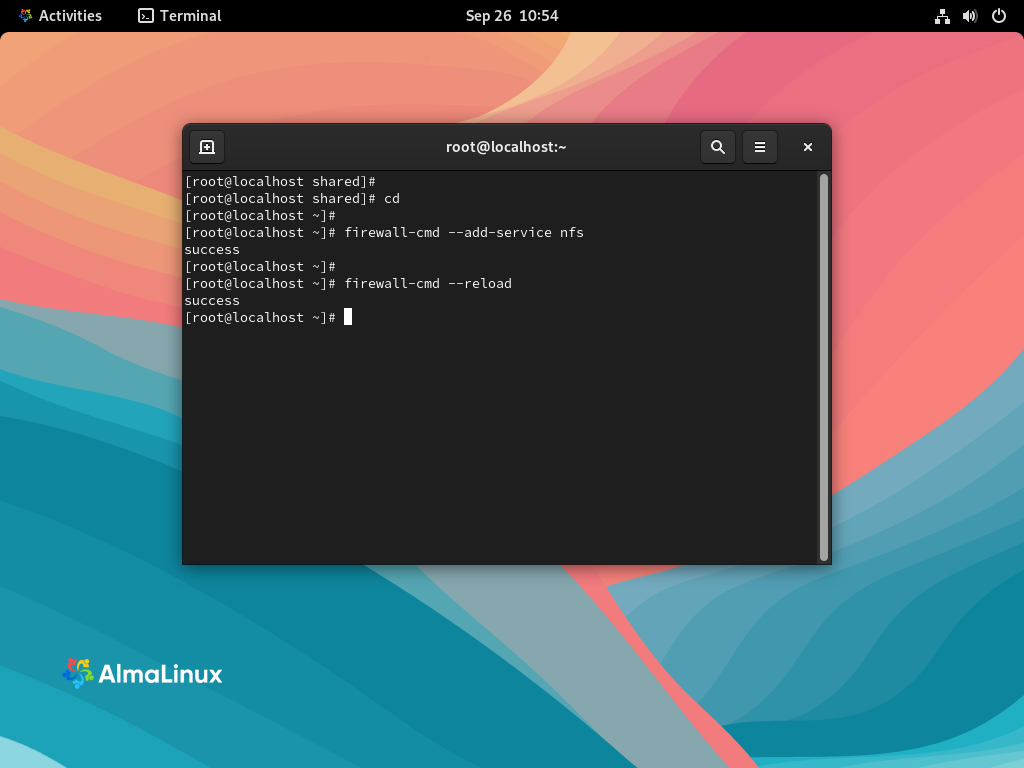 Activities
Terminal
Sep 26 10:54
root@localhost:~
[root@localhost shared]#
[root@localhost shared]# cd
[root@localhost ~]#
[root@localhost ~]# firewall-cmd --add-service nfs
success
[root@localhost ~]#
[root@localhost ~]# firewall-cmd --reload
success
[root@localhost ~]#
AlmaLinux